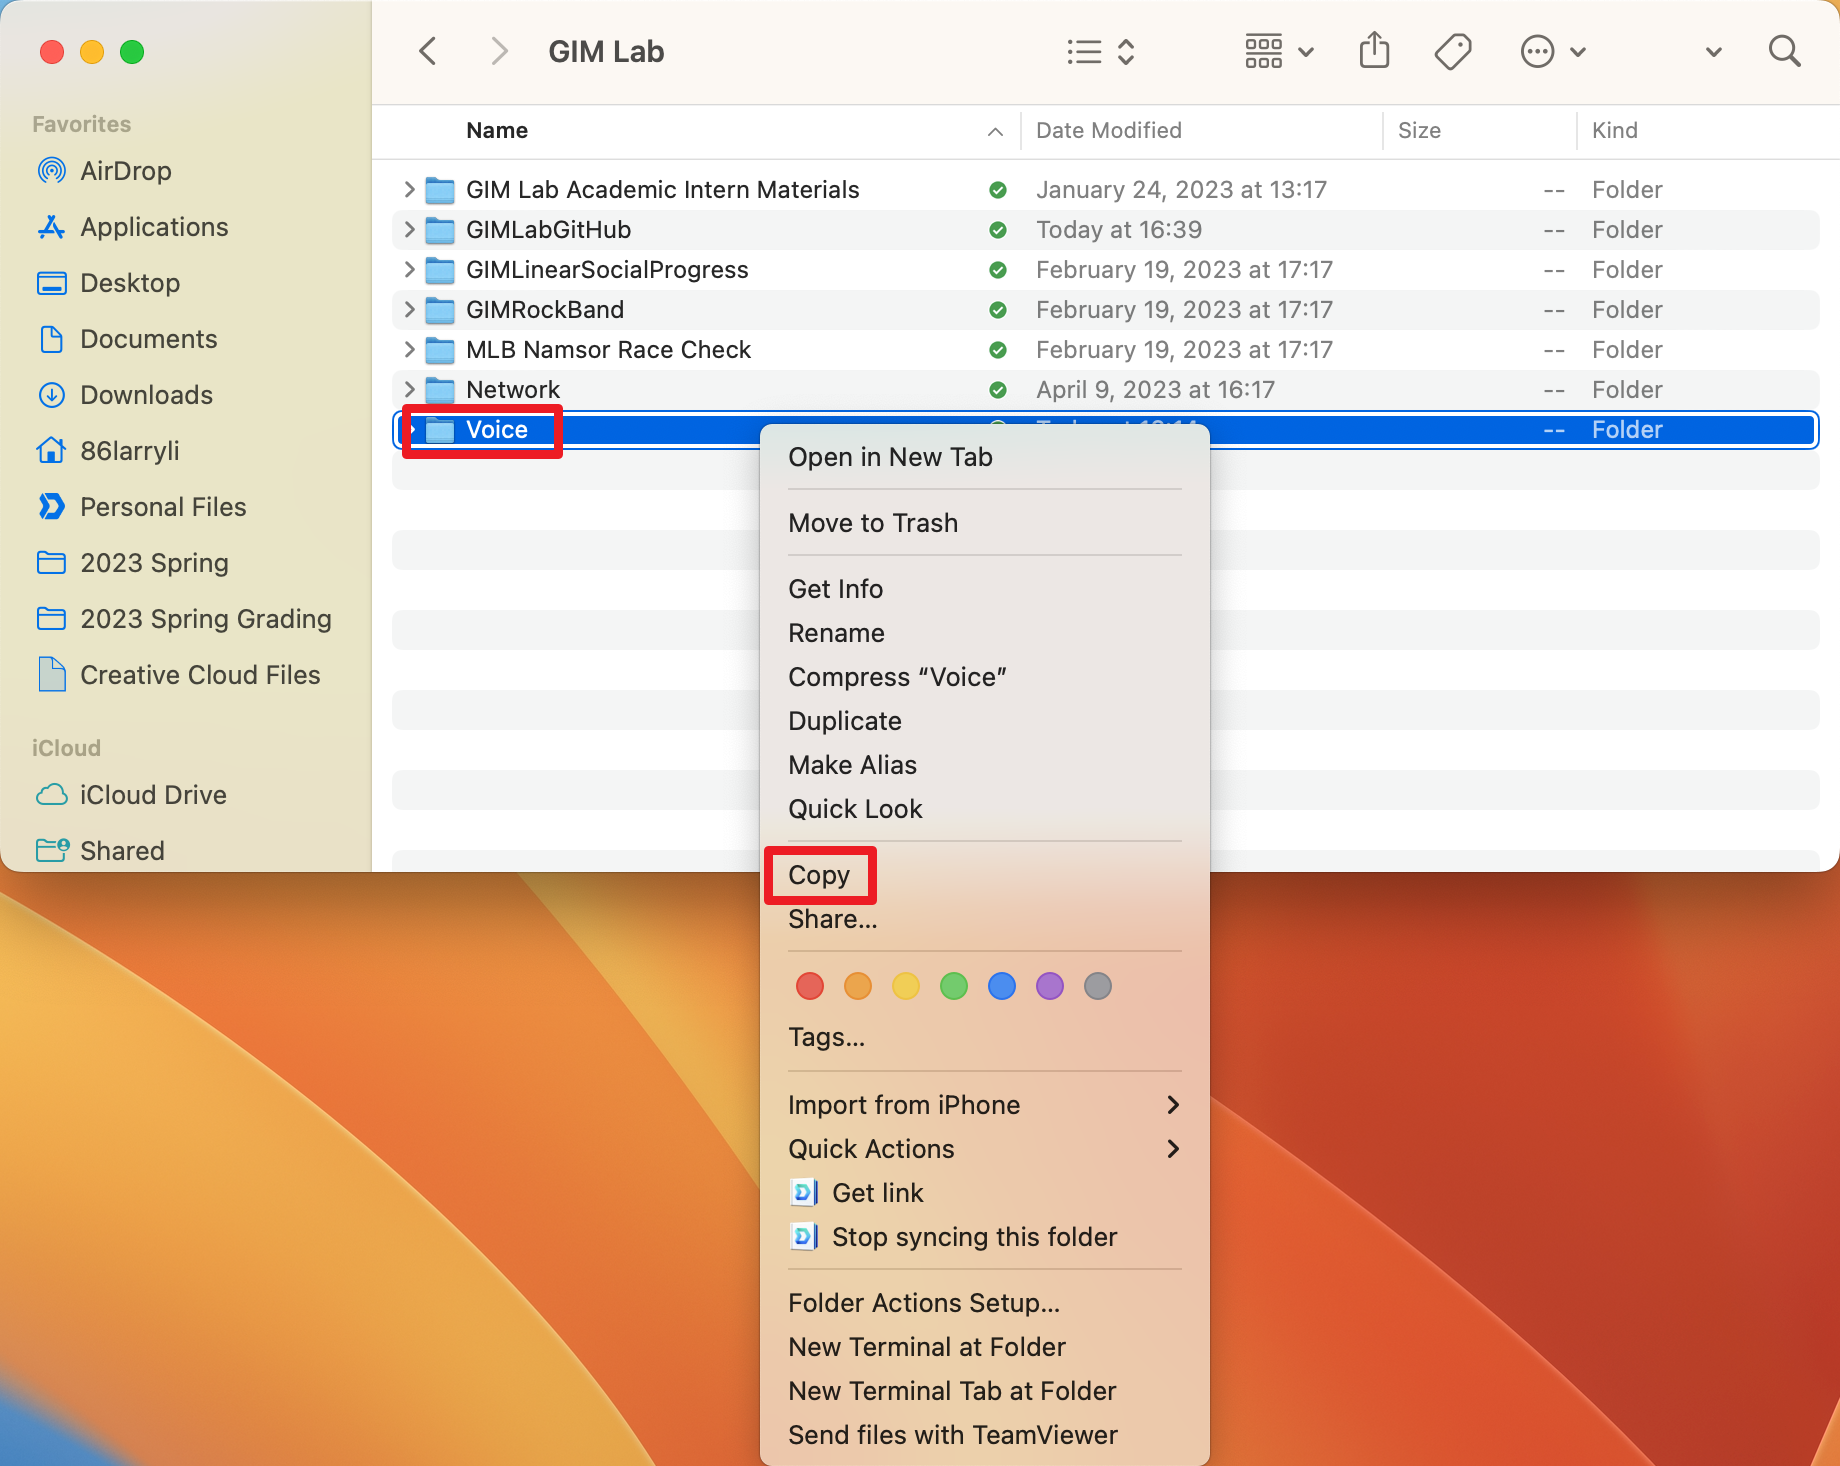 GIM Lab
Favorites
AirDrop
Applications
Desktop
Documents
Downloads
86larryli
Personal Files
2023 Spring
2023 Spring Grading
Creative Cloud Files
iCloud
iCloud Drive
Shared
Name Date Modified Size Kind
GIM Lab Academic Intern Materials January 24, 2023 at 13:17 -- Folder
GIMLabGitHub Today at 16:39 -- Folder
GIMLinearSocialProgress February 19, 2023 at 17:17 -- Folder
GIMRockBand February 19, 2023 at 17:17 -- Folder
MLB Namsor Race Check February 19, 2023 at 17:17 -- Folder
Network April 9, 2023 at 16:17 -- Folder
Voice -- Folder
Open in New Tab
Move to Trash
Get Info
Rename
Compress “Voice”
Duplicate
Make Alias
Quick Look
Copy
Share...
Tags...
Import from iPhone
Quick Actions
Get link
Stop syncing this folder
Folder Actions Setup...
New Terminal at Folder
New Terminal Tab at Folder
Send files with TeamViewer